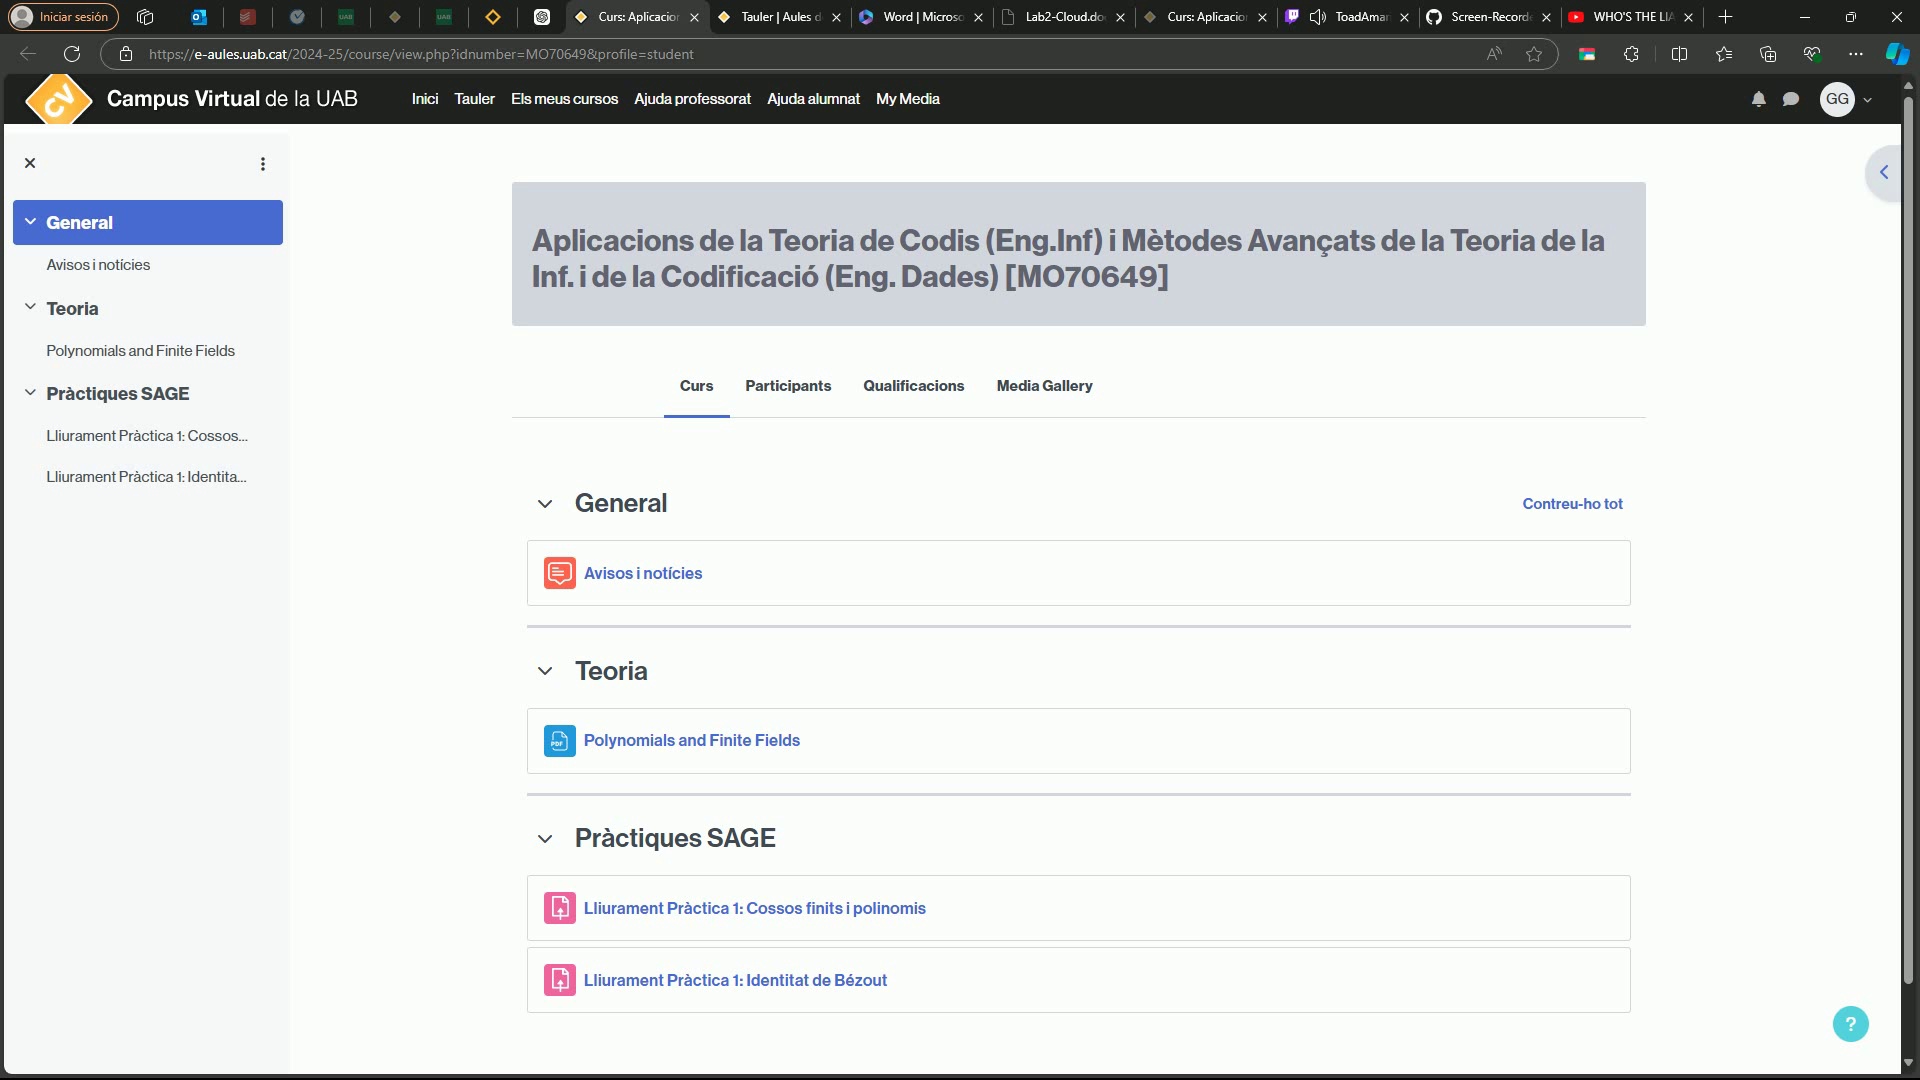 Iniciar sesión
Curs: Aplicacior
Tauler | Aules d
Word | Microso
Lab2-Cloud.do
Curs: Aplicacior
ToadAmar
Screen-Record
WHO'S THE LIA
https://e-aules.uab.cat/2024-25/course/view.php?idnumber=MO70649&profile=student
CV
Campus Virtual de la UAB
Inici
Tauler
Els meus cursos
Ajuda professorat
Ajuda alumnat
My Media
GG
General
Avisos i notícies
Teoria
Polynomials and Finite Fields
Pràctiques SAGE
Lliurament Pràctica 1: Cossos...
Lliurament Pràctica 1: Identita...
Aplicacions de la Teoria de Codis (Eng.Inf) i Mètodes Avançats de la Teoria de la
Inf. i de la Codificació (Eng. Dades) [MO70649]
Curs
Participants
Qualificacions
Media Gallery
General
Contreu-ho tot
Avisos i notícies
Teoria
PDF
Polynomials and Finite Fields
Pràctiques SAGE
Lliurament Pràctica 1: Cossos finits i polinomis
Lliurament Pràctica 1: Identitat de Bézout
?